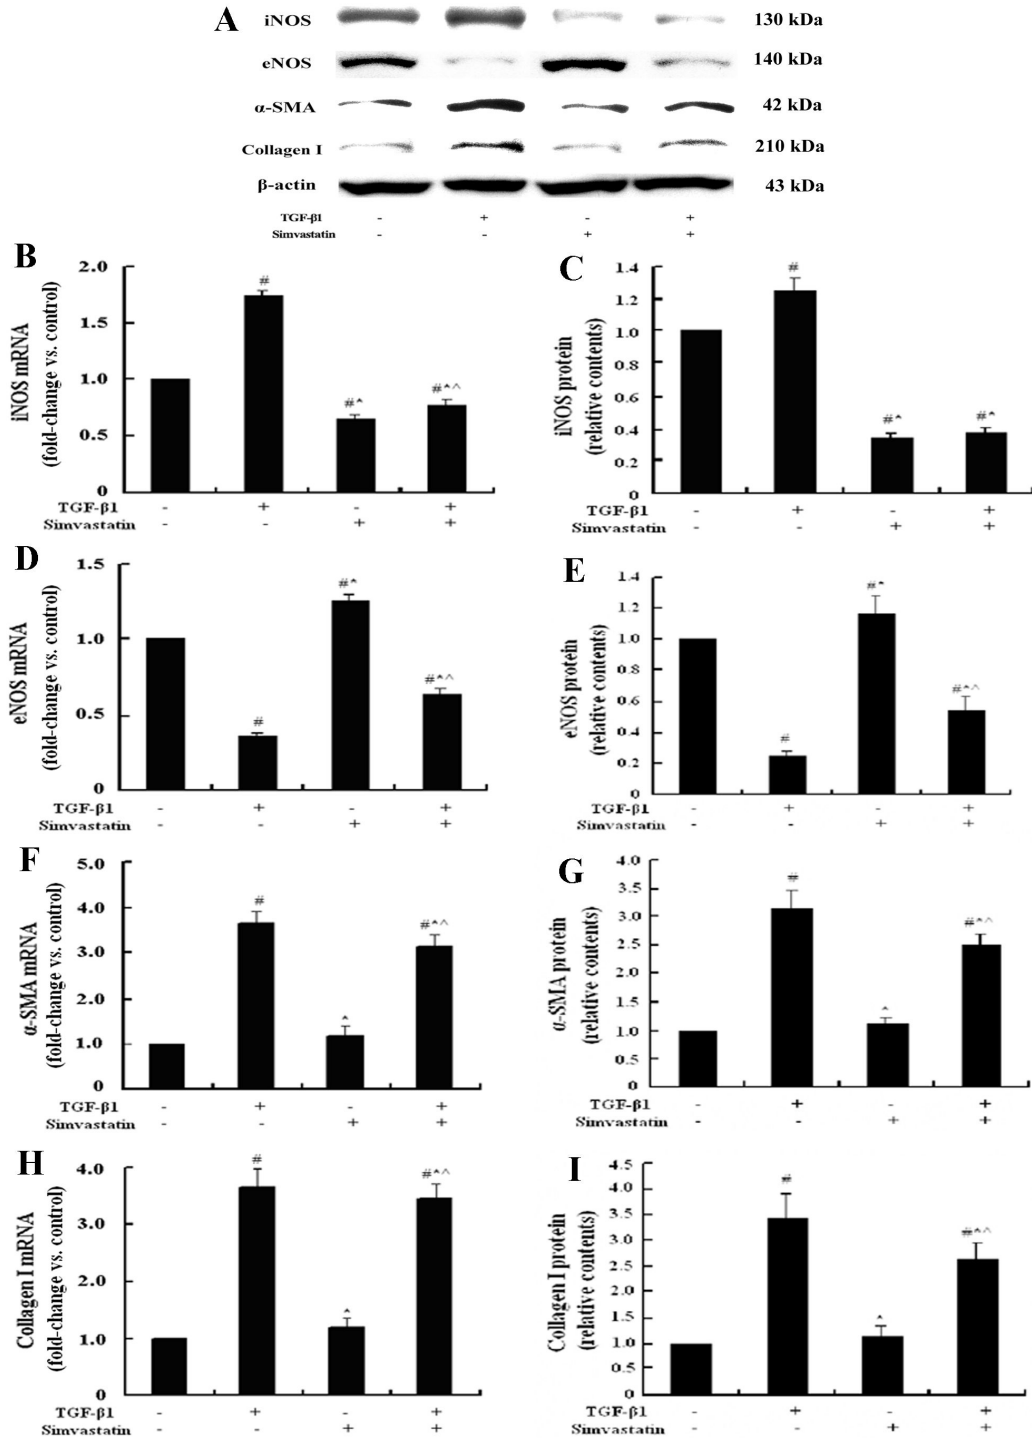 A
iNOS 130 kDa
eNOS 140 kDa
α-SMA 42 kDa
Collagen I 210 kDa
β-actin 43 kDa
TGF-β1 - + - +
Simvastatin - - + +
B
iNOS mRNA
(fold-change vs. control)
2.0
1.5
1.0
0.5
0
# #* #*^
TGF-β1 - + - +
Simvastatin - - + +
C
iNOS protein
(relative contents)
1.4
1.2
1.0
0.8
0.6
0.4
0.2
0
# #* #*
TGF-β1 - + - +
Simvastatin - - + +
D
eNOS mRNA
(fold-change vs. control)
1.5
1.0
0.5
0
# #* #*^
TGF-β1 - + - +
Simvastatin - - + +
E
eNOS protein
(relative contents)
1.4
1.2
1.0
0.8
0.6
0.4
0.2
0
# #* #*^
TGF-β1 - + - +
Simvastatin - - + +
F
α-SMA mRNA
(fold-change vs. control)
5.0
4.0
3.0
2.0
1.0
0
# * #*^
TGF-β1 - + - +
Simvastatin - - + +
G
α-SMA protein
(relative contents)
4.0
3.5
3.0
2.5
2.0
1.5
1.0
0.5
0
# * #*^
TGF-β1 - + - +
Simvastatin - - + +
H
Collagen I mRNA
(fold-change vs. control)
4.0
3.0
2.0
1.0
0
# * #*^
TGF-β1 - + - +
Simvastatin - - + +
I
Collagen I protein
(relative contents)
4.5
4.0
3.5
3.0
2.5
2.0
1.5
1.0
0.5
0
# * #*^
TGF-β1 - + - +
Simvastatin - - + +